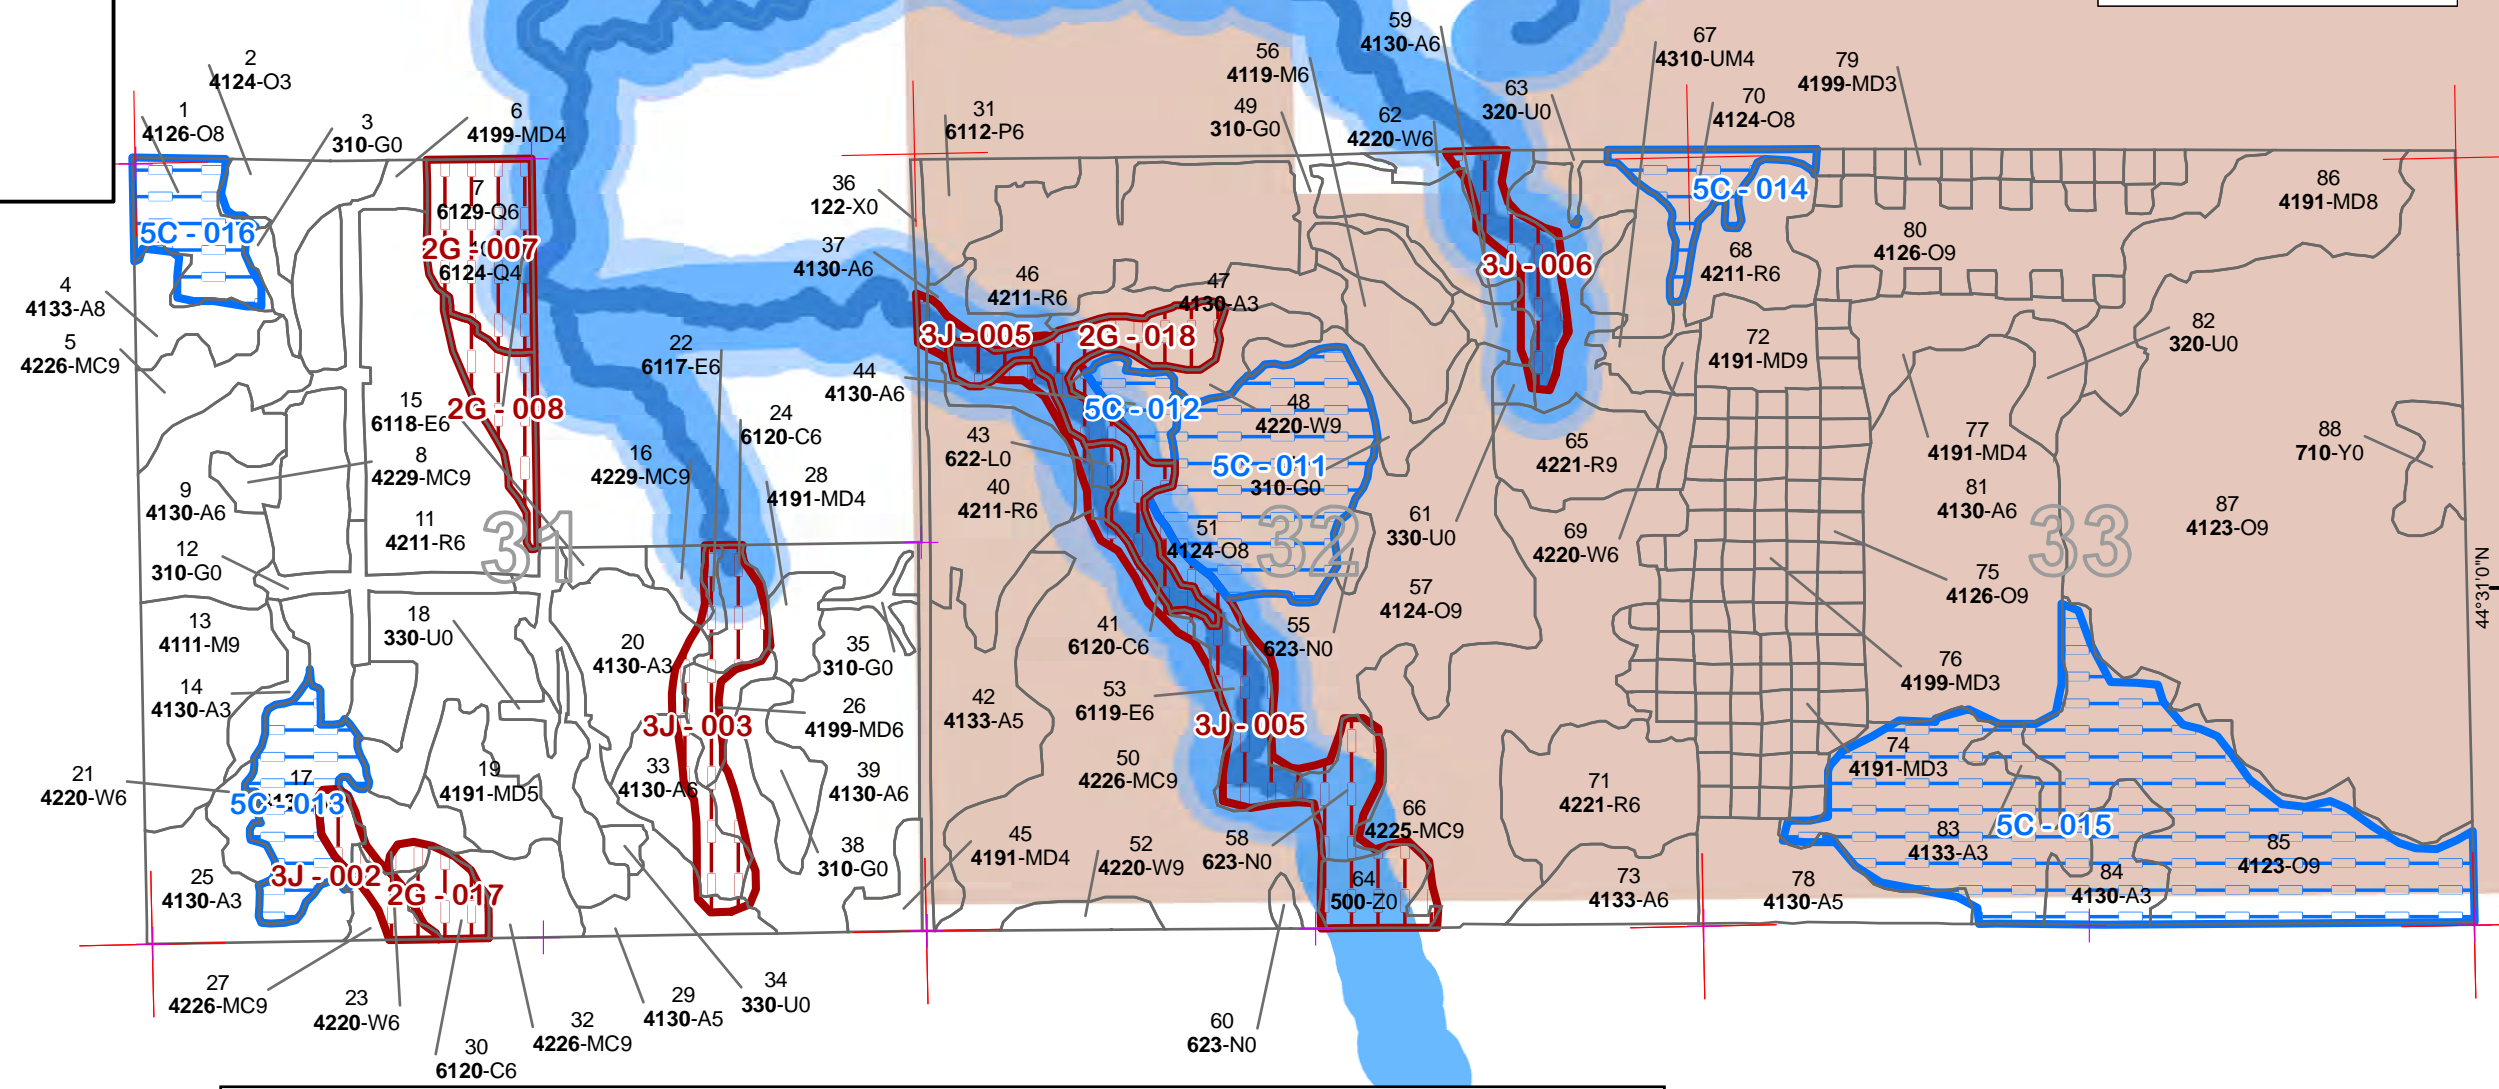 2
4124-O3
1
4126-O8
3
310-G0
6
4199-MD4
7
6129-Q6
5C - 016
2G - 007
6124-Q4
4
4133-A8
5
4226-MC9
15
6118-E6
2G - 008
8
4229-MC9
9
4130-A6
11
4211-R6
31
12
310-G0
13
4111-M9
18
330-U0
14
4130-A3
21
4220-W6
17
5C - 013
19
4191-MD5
3J - 002
2G - 017
25
4130-A3
27
4226-MC9
23
4220-W6
30
6120-C6
32
4226-MC9
29
4130-A5
34
330-U0
22
6117-E6
16
4229-MC9
24
6120-C6
28
4191-MD4
20
4130-A3
35
310-G0
26
4199-MD6
3J - 003
33
4130-A6
39
4130-A6
38
310-G0
31
6112-P6
36
122-X0
37
4130-A6
46
4211-R6
47
4130-A3
3J - 005
2G - 018
44
4130-A6
5C - 012
48
4220-W9
43
622-L0
5C - 011
310-G0
40
4211-R6
51
4124-O8
32
41
6120-C6
55
623-N0
57
4124-O9
42
4133-A5
53
6119-E6
3J - 005
50
4226-MC9
45
4191-MD4
52
4220-W9
58
623-N0
66
4225-MC9
64
500-Z0
60
623-N0
56
4119-M6
49
310-G0
59
4130-A6
62
4220-W6
63
320-U0
3J - 006
67
4310-UM4
70
4124-O8
79
4199-MD3
5C - 014
68
4211-R6
80
4126-O9
86
4191-MD8
72
4191-MD9
82
320-U0
65
4221-R9
77
4191-MD4
88
710-Y0
61
330-U0
69
4220-W6
81
4130-A6
33
87
4123-O9
75
4126-O9
44°31'0"N
76
4199-MD3
71
4221-R6
74
4191-MD3
5C - 015
83
4133-A3
85
4123-O9
73
4133-A6
78
4130-A5
84
4130-A3